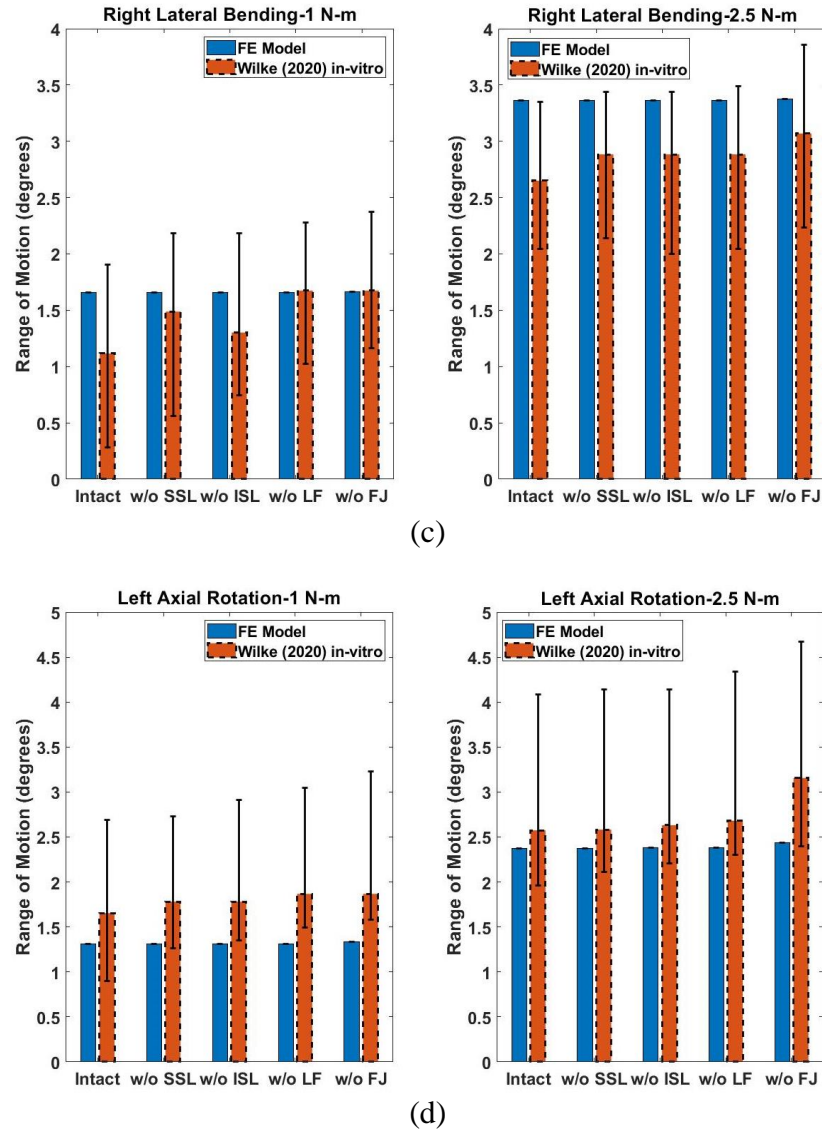 Right Lateral Bending-1 N-m
Range of Motion (degrees)
4
3.5
3
2.5
2
1.5
1
0.5
0
FE Model
Wilke (2020) in-vitro
Intact w/o SSL w/o ISL w/o LF w/o FJ
Right Lateral Bending-2.5 N-m
Range of Motion (degrees)
4
3.5
3
2.5
2
1.5
1
0.5
0
FE Model
Wilke (2020) in-vitro
Intact w/o SSL w/o ISL w/o LF w/o FJ
(c)
Left Axial Rotation-1 N-m
Range of Motion (degrees)
5
4.5
4
3.5
3
2.5
2
1.5
1
0.5
0
FE Model
Wilke (2020) in-vitro
Intact w/o SSL w/o ISL w/o LF w/o FJ
Left Axial Rotation-2.5 N-m
Range of Motion (degrees)
5
4.5
4
3.5
3
2.5
2
1.5
1
0.5
0
FE Model
Wilke (2020) in-vitro
Intact w/o SSL w/o ISL w/o LF w/o FJ
(d)